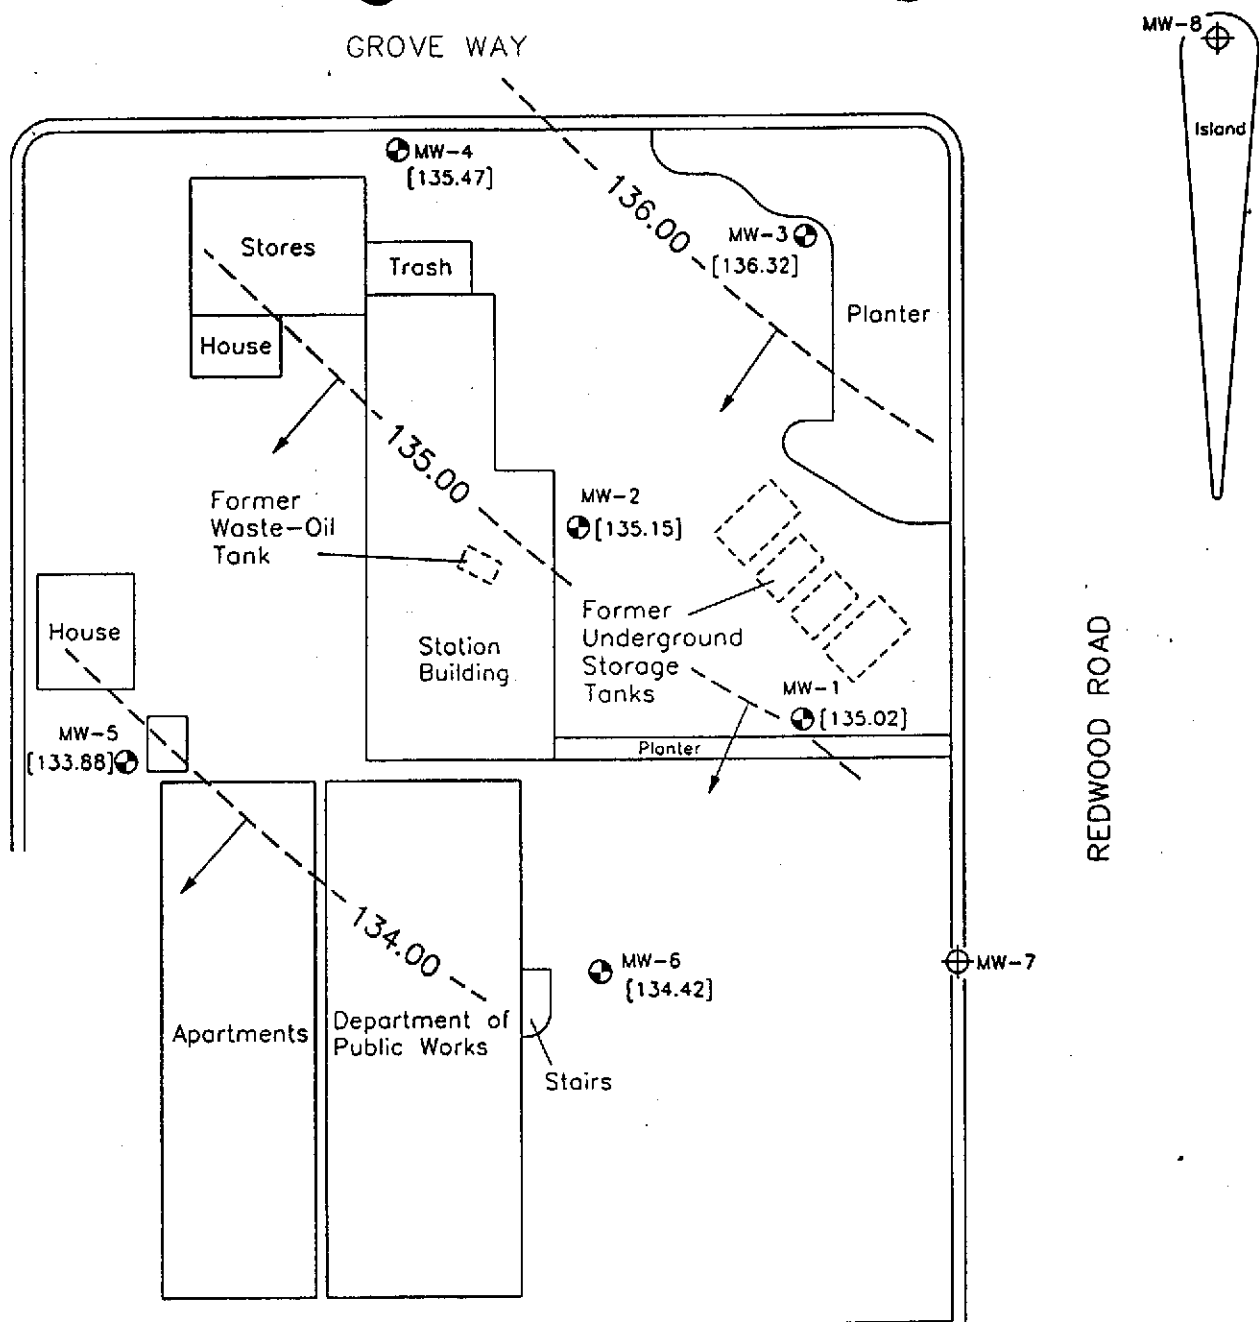 GROVE WAY
MW-8
Island
MW-4
[135.47]
136.00
MW-3
[136.32]
Stores
Trash
Planter
House
135.00
MW-2
[135.15]
Former
Waste-Oil
Tank
Former
Underground
Storage
Tanks
House
Station
Building
MW-1
[135.02]
REDWOOD ROAD
MW-5
[133.88]
Planter
134.00
MW-6
[134.42]
MW-7
Apartments
Department of
Public Works
Stairs